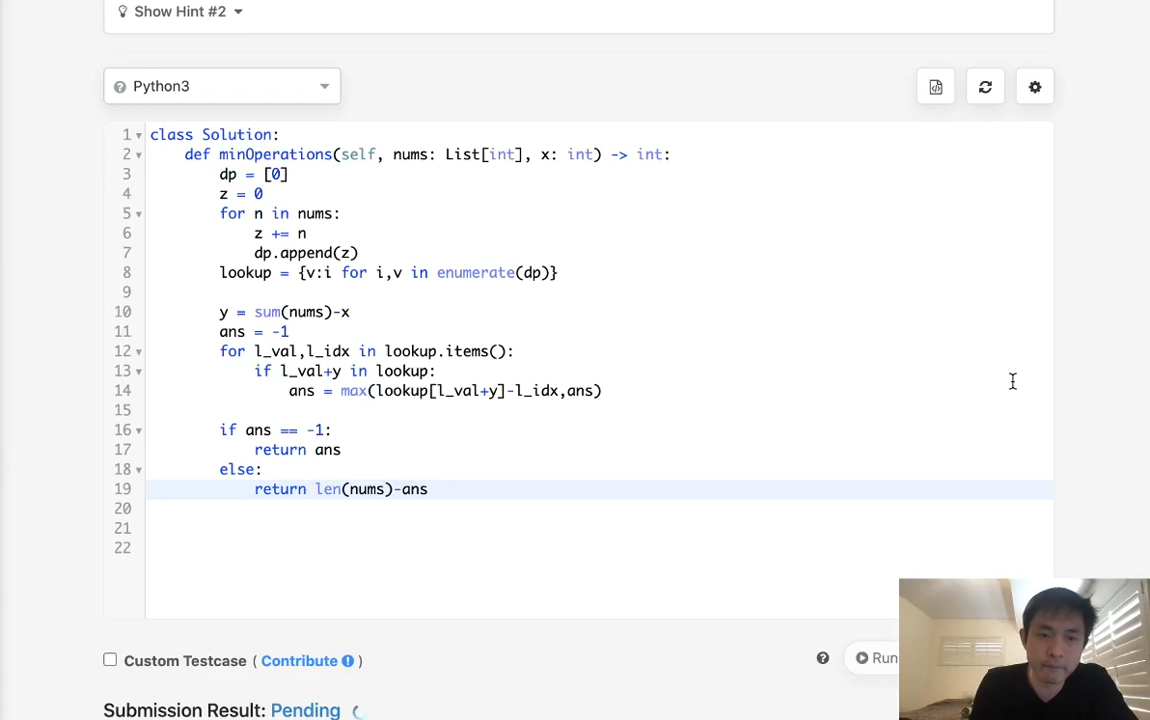 Show Hint #2
Python3
1 class Solution:
2 def minOperations(self, nums: List[int], x: int) -> int:
3 dp = [0]
4 z = 0
5 for n in nums:
6 z += n
7 dp.append(z)
8 lookup = {v:i for i,v in enumerate(dp)}
9
10 y = sum(nums)-x
11 ans = -1
12 for l_val,l_idx in lookup.items():
13 if l_val+y in lookup:
14 ans = max(lookup[l_val+y]-l_idx,ans)
15
16 if ans == -1:
17 return ans
18 else:
19 return len(nums)-ans
20
21
22
Custom Testcase ( Contribute )
Run
Submission Result: Pending